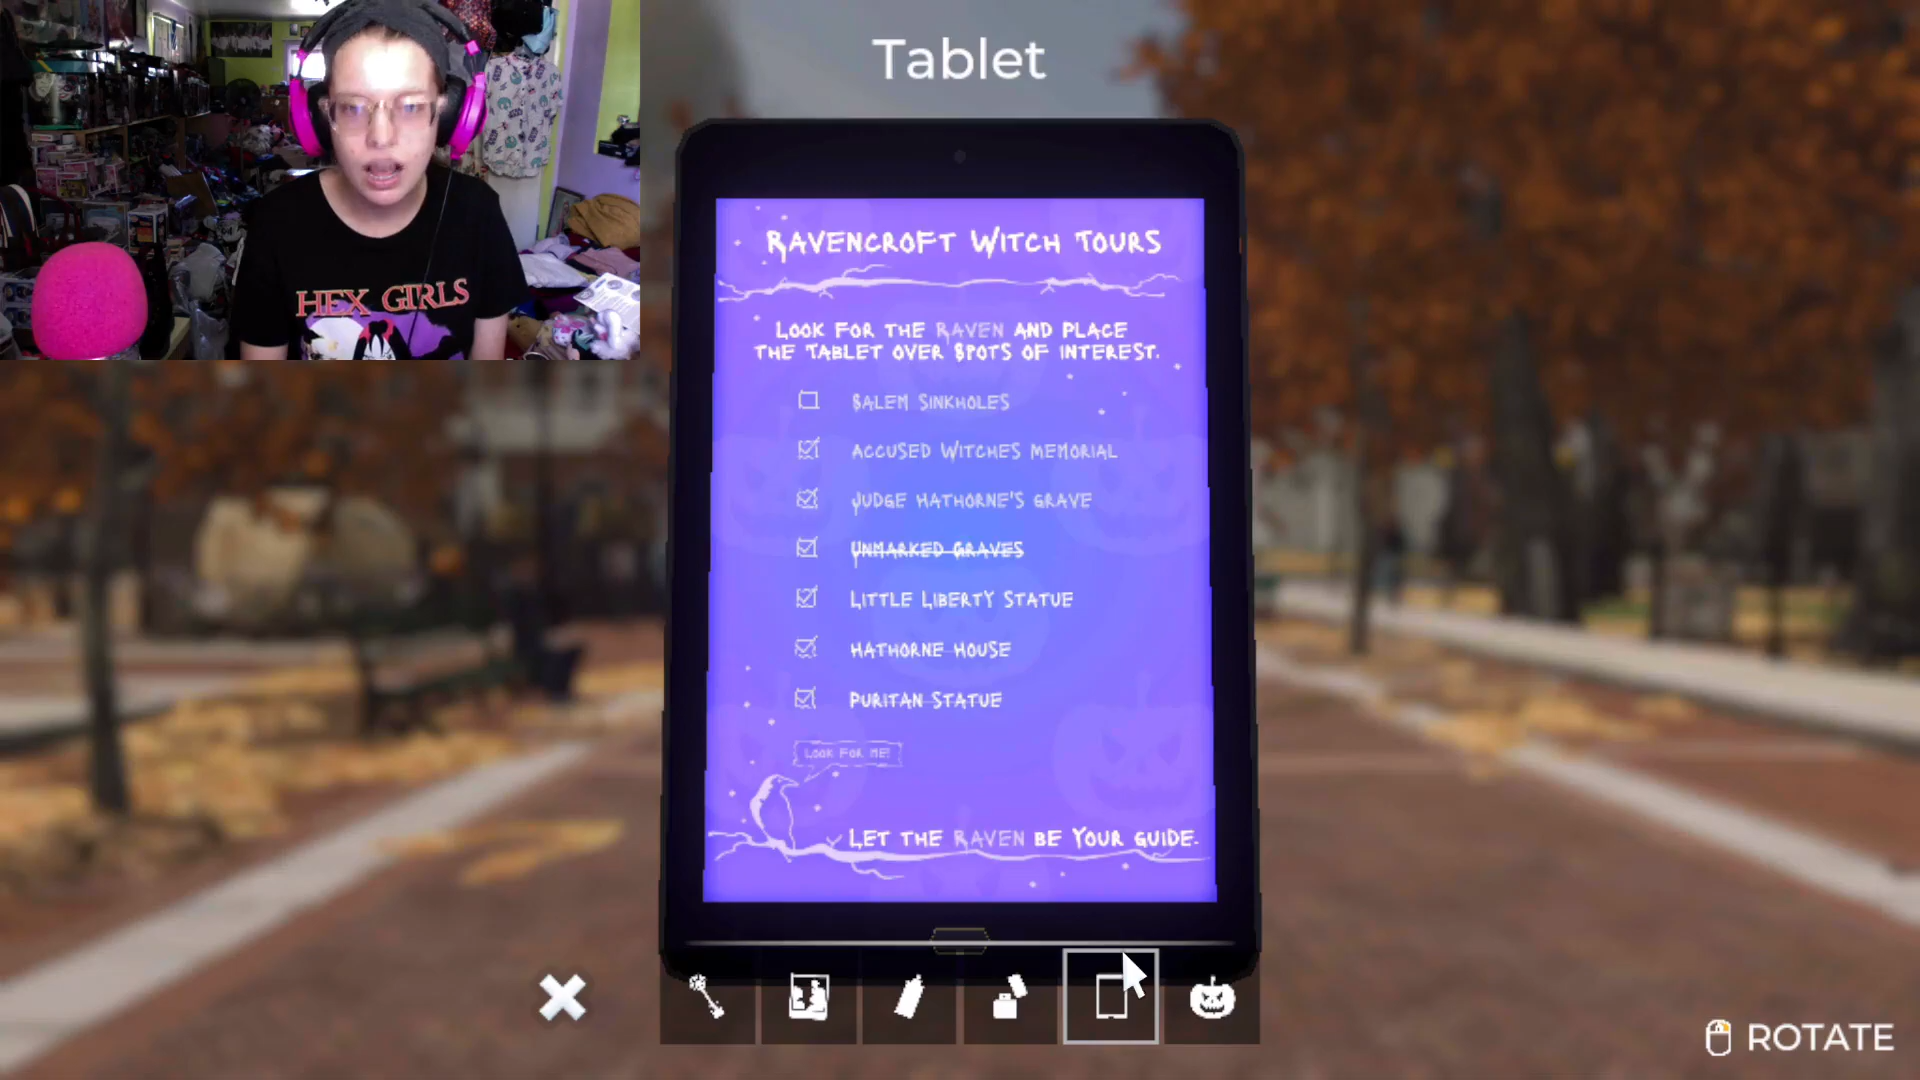 Tablet
HEX GIRLS
RAVENCROFT WITCH TOURS
LOOK FOR THE RAVEN AND PLACE
THE TABLET OVER SPOTS OF INTEREST.
SALEM SINKHOLES
ACCUSED WITCHES MEMORIAL
JUDGE HATHORNE'S GRAVE
UNMARKED GRAVES
LITTLE LIBERTY STATUE
HATHORNE HOUSE
PURITAN STATUE
LOOK FOR ME!
LET THE RAVEN BE YOUR GUIDE.
ROTATE